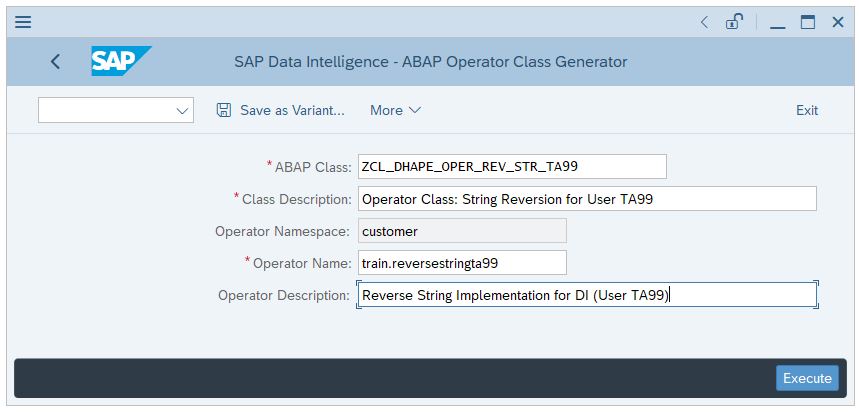 SAP
SAP Data Intelligence - ABAP Operator Class Generator
Save as Variant... More Exit
* ABAP Class: ZCL_DHAPE_OPER_REV_STR_TA99
* Class Description: Operator Class: String Reversion for User TA99
Operator Namespace: customer
* Operator Name: train.reversestringta99
Operator Description: Reverse String Implementation for DI (User TA99)
Execute